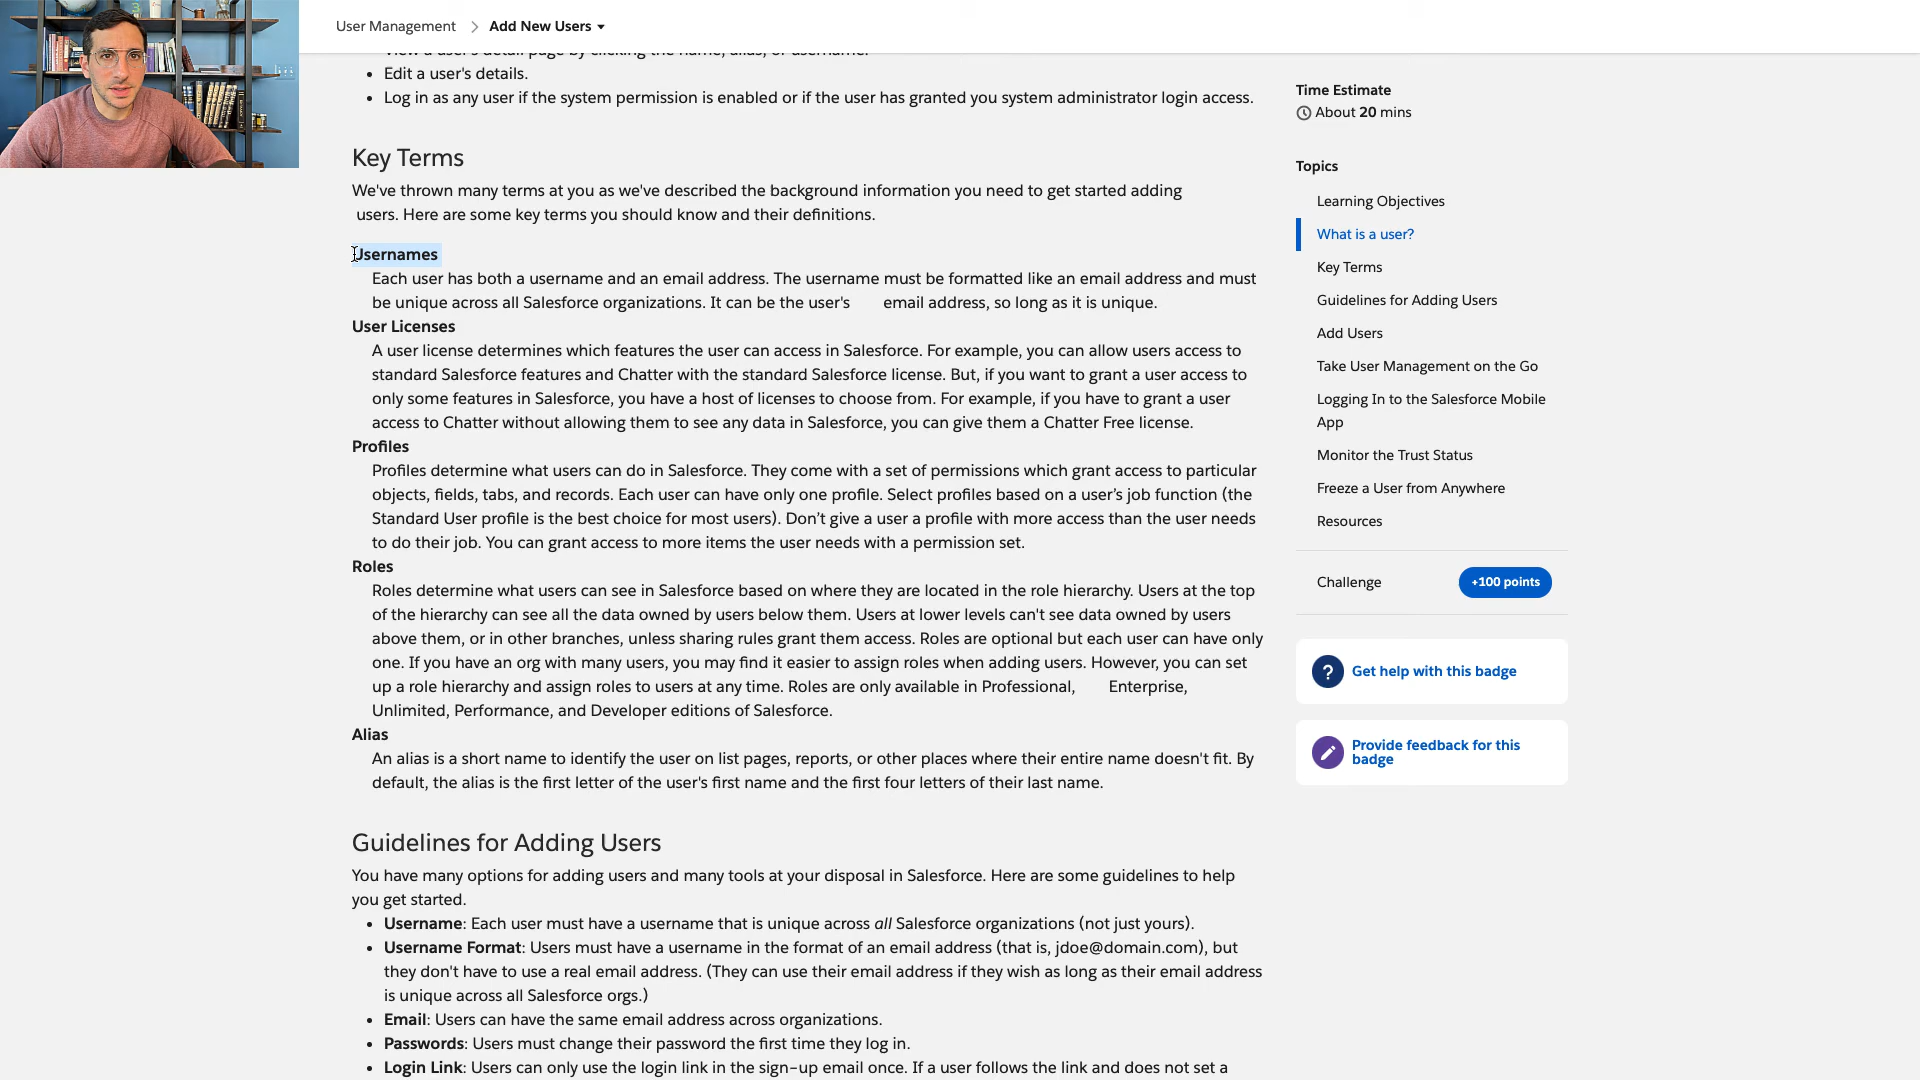 User Management > Add New Users
View a user's detail page by clicking the name, alias, or username.
• Edit a user's details.
• Log in as any user if the system permission is enabled or if the user has granted you system administrator login access.
Key Terms
We've thrown many terms at you as we've described the background information you need to get started adding
users. Here are some key terms you should know and their definitions.
Usernames
Each user has both a username and an email address. The username must be formatted like an email address and must
be unique across all Salesforce organizations. It can be the user's email address, so long as it is unique.
User Licenses
A user license determines which features the user can access in Salesforce. For example, you can allow users access to
standard Salesforce features and Chatter with the standard Salesforce license. But, if you want to grant a user access to
only some features in Salesforce, you have a host of licenses to choose from. For example, if you have to grant a user
access to Chatter without allowing them to see any data in Salesforce, you can give them a Chatter Free license.
Profiles
Profiles determine what users can do in Salesforce. They come with a set of permissions which grant access to particular
objects, fields, tabs, and records. Each user can have only one profile. Select profiles based on a user’s job function (the
Standard User profile is the best choice for most users). Don’t give a user a profile with more access than the user needs
to do their job. You can grant access to more items the user needs with a permission set.
Roles
Roles determine what users can see in Salesforce based on where they are located in the role hierarchy. Users at the top
of the hierarchy can see all the data owned by users below them. Users at lower levels can't see data owned by users
above them, or in other branches, unless sharing rules grant them access. Roles are optional but each user can have only
one. If you have an org with many users, you may find it easier to assign roles when adding users. However, you can set
up a role hierarchy and assign roles to users at any time. Roles are only available in Professional, Enterprise,
Unlimited, Performance, and Developer editions of Salesforce.
Alias
An alias is a short name to identify the user on list pages, reports, or other places where their entire name doesn't fit. By
default, the alias is the first letter of the user's first name and the first four letters of their last name.
Guidelines for Adding Users
You have many options for adding users and many tools at your disposal in Salesforce. Here are some guidelines to help
you get started.
• Username: Each user must have a username that is unique across all Salesforce organizations (not just yours).
• Username Format: Users must have a username in the format of an email address (that is, jdoe@domain.com), but
they don't have to use a real email address. (They can use their email address if they wish as long as their email address
is unique across all Salesforce orgs.)
• Email: Users can have the same email address across organizations.
• Passwords: Users must change their password the first time they log in.
• Login Link: Users can only use the login link in the sign-up email once. If a user follows the link and does not set a
Time Estimate
About 20 mins
Topics
Learning Objectives
What is a user?
Key Terms
Guidelines for Adding Users
Add Users
Take User Management on the Go
Logging In to the Salesforce Mobile
App
Monitor the Trust Status
Freeze a User from Anywhere
Resources
Challenge +100 points
? Get help with this badge
Provide feedback for this
badge